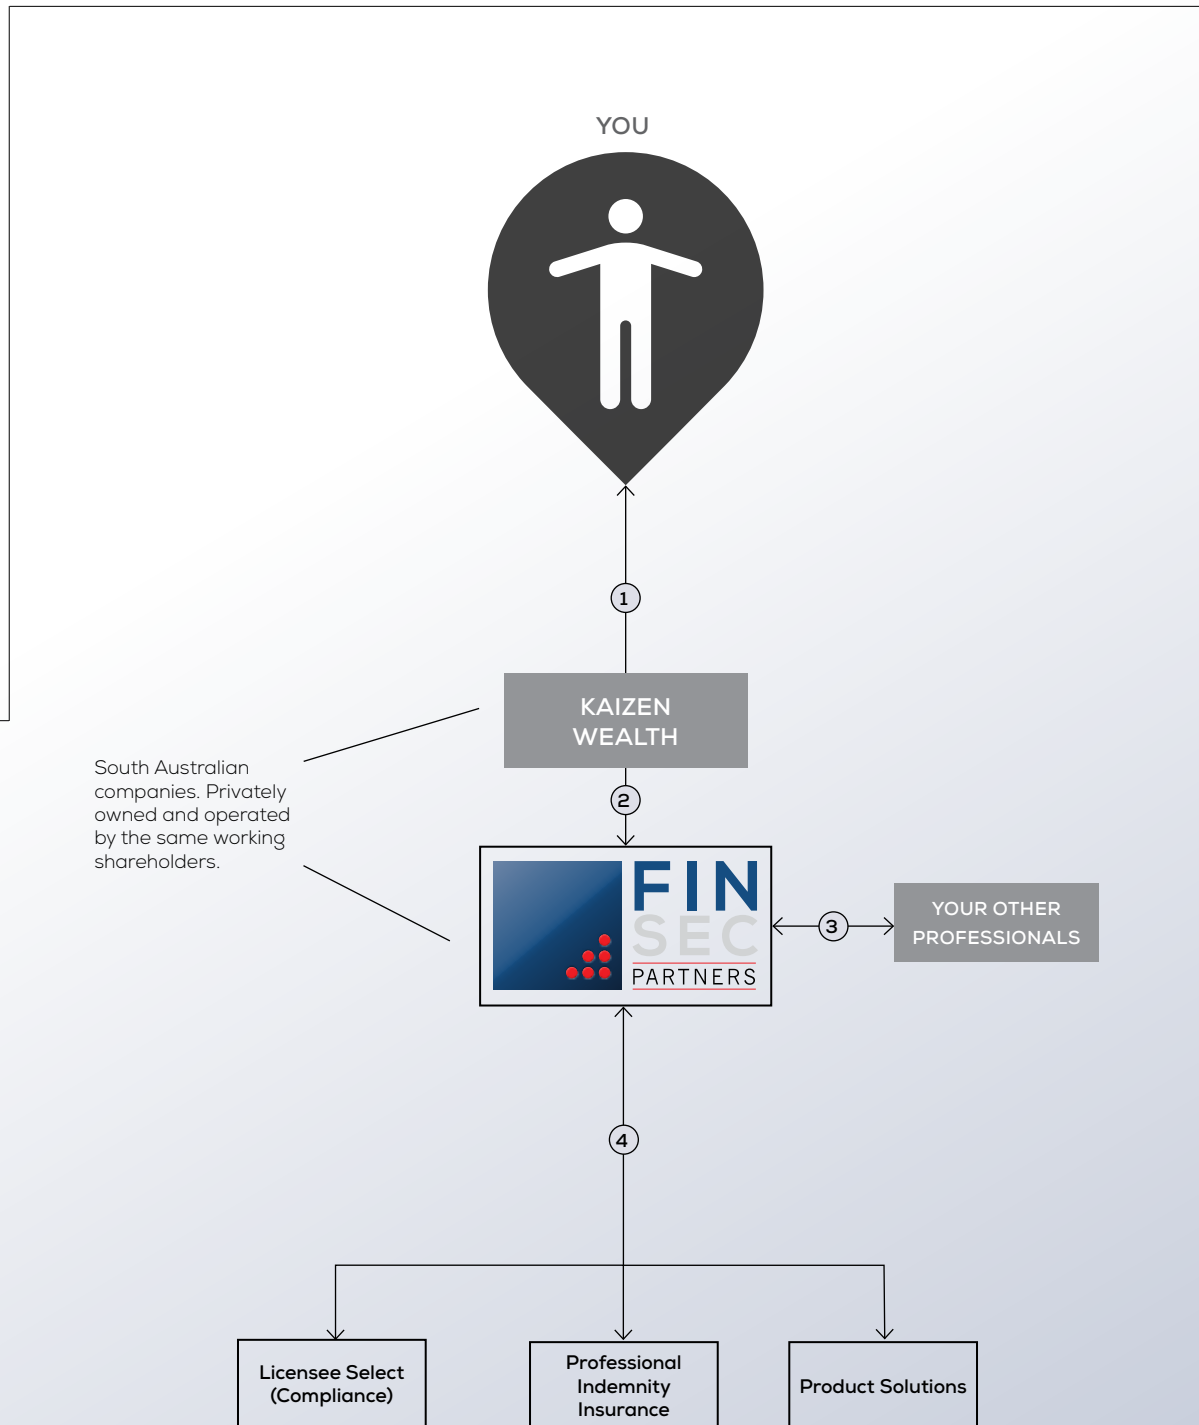 YOU
1
KAIZEN
WEALTH
South Australian
companies. Privately
owned and operated
by the same working
shareholders.
2
FIN
SEC
PARTNERS
3
YOUR OTHER
PROFESSIONALS
4
Licensee Select
(Compliance)
Professional
Indemnity
Insurance
Product Solutions